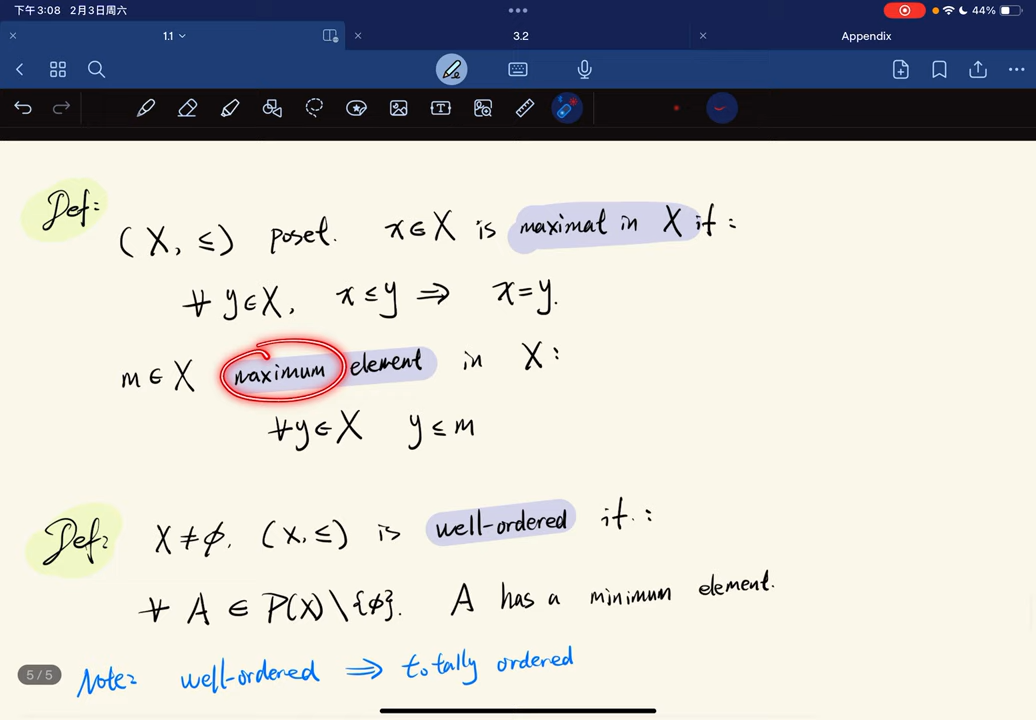 下午3:08 2月3日周六
44%
1.1
3.2
Appendix
Def:
(X, ≤) poset. x∈X is maximal in X if:
∀ y∈X, x≤y ⇒ x=y.
m∈X maximum element in X:
∀y∈X y≤m
Def:
X≠∅. (X,≤) is well-ordered if:
∀ A ∈ P(X)\{∅}. A has a minimum element.
5/5
Note: well-ordered ⇒ totally ordered